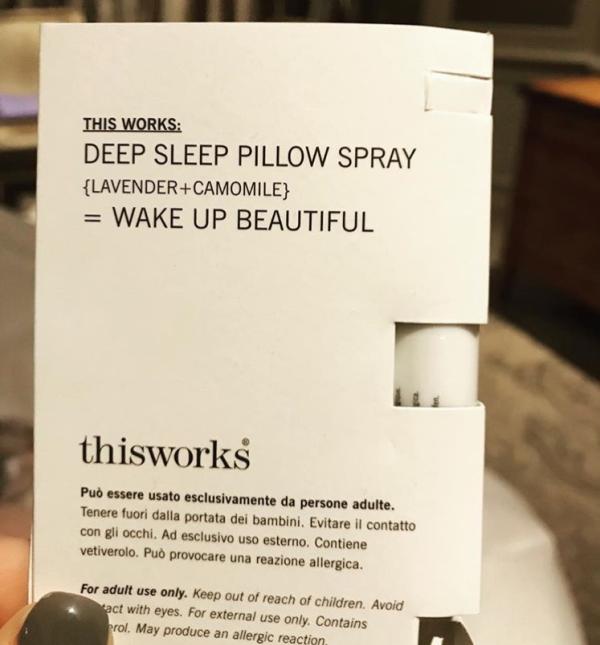 THIS WORKS:
DEEP SLEEP PILLOW SPRAY
{LAVENDER+CAMOMILE}
= WAKE UP BEAUTIFUL
thisworks®
Può essere usato esclusivamente da persone adulte.
Tenere fuori dalla portata dei bambini. Evitare il contatto
con gli occhi. Ad esclusivo uso esterno. Contiene
vetiverolo. Può provocare una reazione allergica.
For adult use only. Keep out of reach of children. Avoid
with eyes. For external use only. Contains
May produce an allergic reaction.